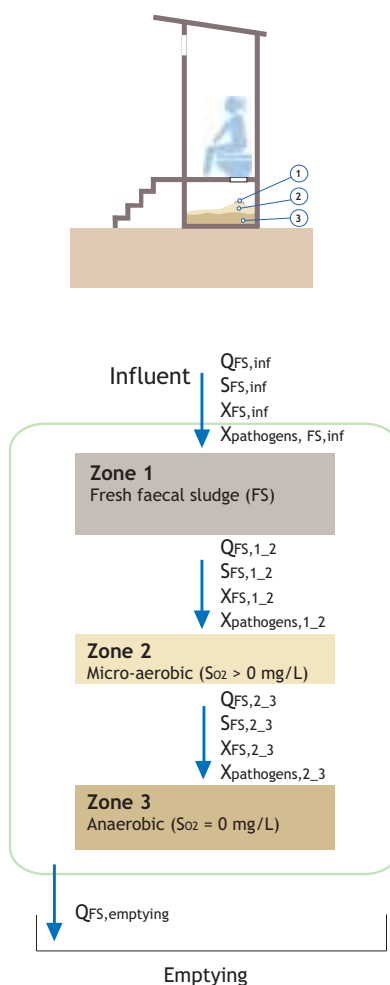 1
2
3
Influent
QFS,inf
SFS,inf
XFS,inf
Xpathogens, FS,inf
Zone 1
Fresh faecal sludge (FS)
QFS,1_2
SFS,1_2
XFS,1_2
Xpathogens,1_2
Zone 2
Micro-aerobic (SO2 > 0 mg/L)
QFS,2_3
SFS,2_3
XFS,2_3
Xpathogens,2_3
Zone 3
Anaerobic (SO2 = 0 mg/L)
QFS,emptying
Emptying